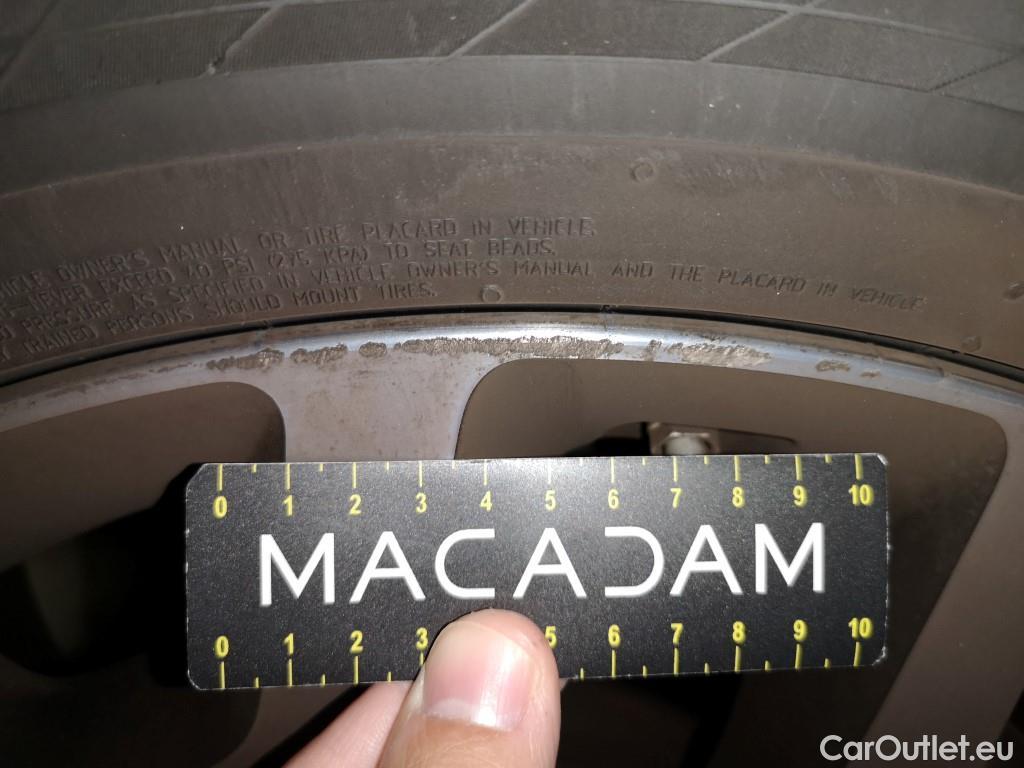 VEHICLE OWNER'S MANUAL OR TIRE PLACARD IN VEHICLE.
NEVER EXCEED 40 PSI (275 KPA) TO SEAT BEADS.
PRESSURE AS SPECIFIED IN VEHICLE OWNER'S MANUAL AND THE PLACARD IN VEHICLE
PERSONS SHOULD MOUNT TIRES.
0 1 2 3 4 5 6 7 8 9 10
MACADAM
0 1 2 3 5 6 7 8 9 10
CarOutlet.eu